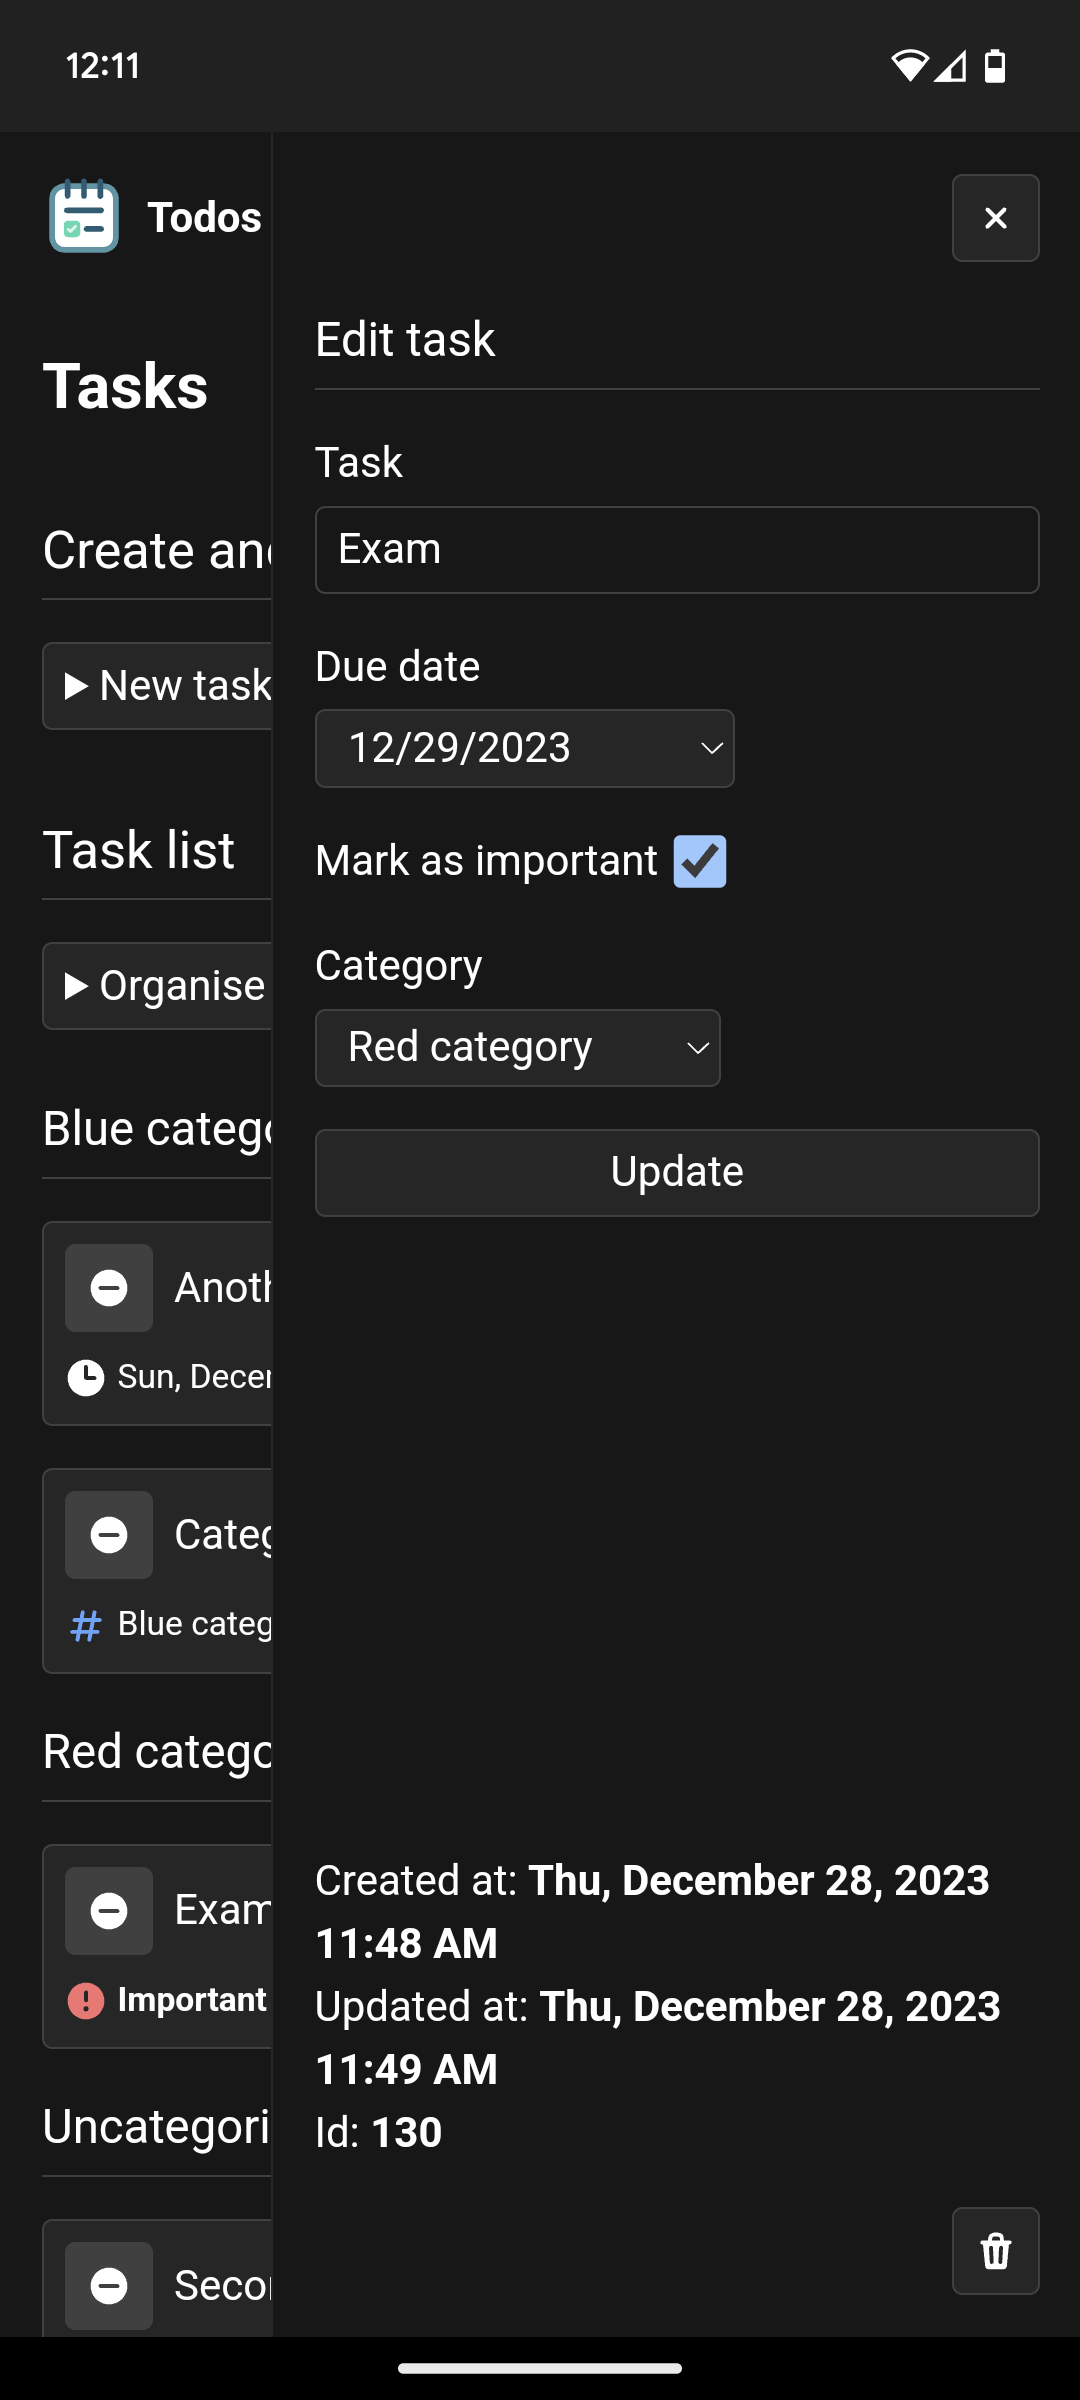 12:11
Todos
Tasks
Create and
New task
Task list
Organise
Blue catego
Anoth
Sun, Decem
Categ
Blue categ
Red catego
Exam
Important
Uncategori
Secon
Edit task
Task
Exam
Due date
12/29/2023
Mark as important
Category
Red category
Update
Created at: Thu, December 28, 2023
11:48 AM
Updated at: Thu, December 28, 2023
11:49 AM
Id: 130